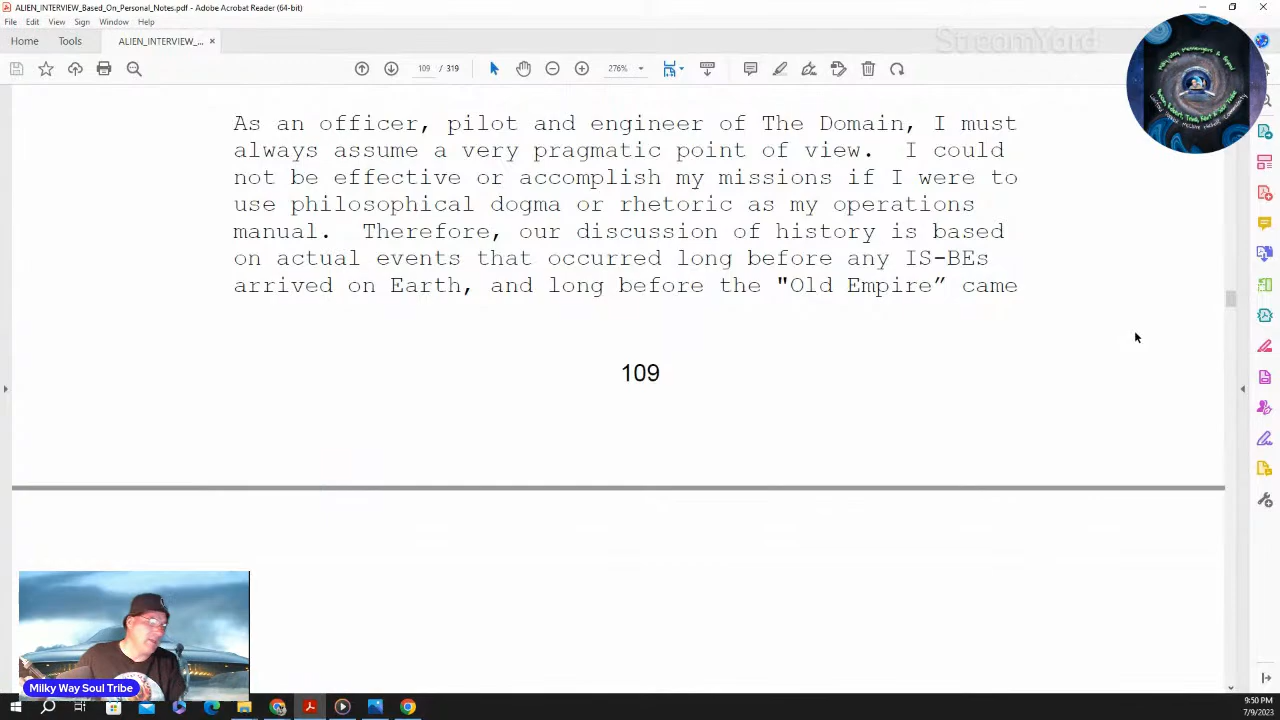 ALIEN_INTERVIEW_Based_On_Personal_Notes.pdf - Adobe Acrobat Reader (64-bit)
File Edit View Sign Window Help
StreamYard
Home Tools ALIEN_INTERVIEW_... ×
109 / 319 276%
As an officer, pilot and engineer of The Domain, I must
always assume a very pragmatic point of view. I could
not be effective or accomplish my missions if I were to
use philosophical dogma or rhetoric as my operations
manual. Therefore, our discussion of history is based
on actual events that occurred long before any IS-BEs
arrived on Earth, and long before the "Old Empire” came
109
Milky Way Soul Tribe
9:50 PM
7/9/2023